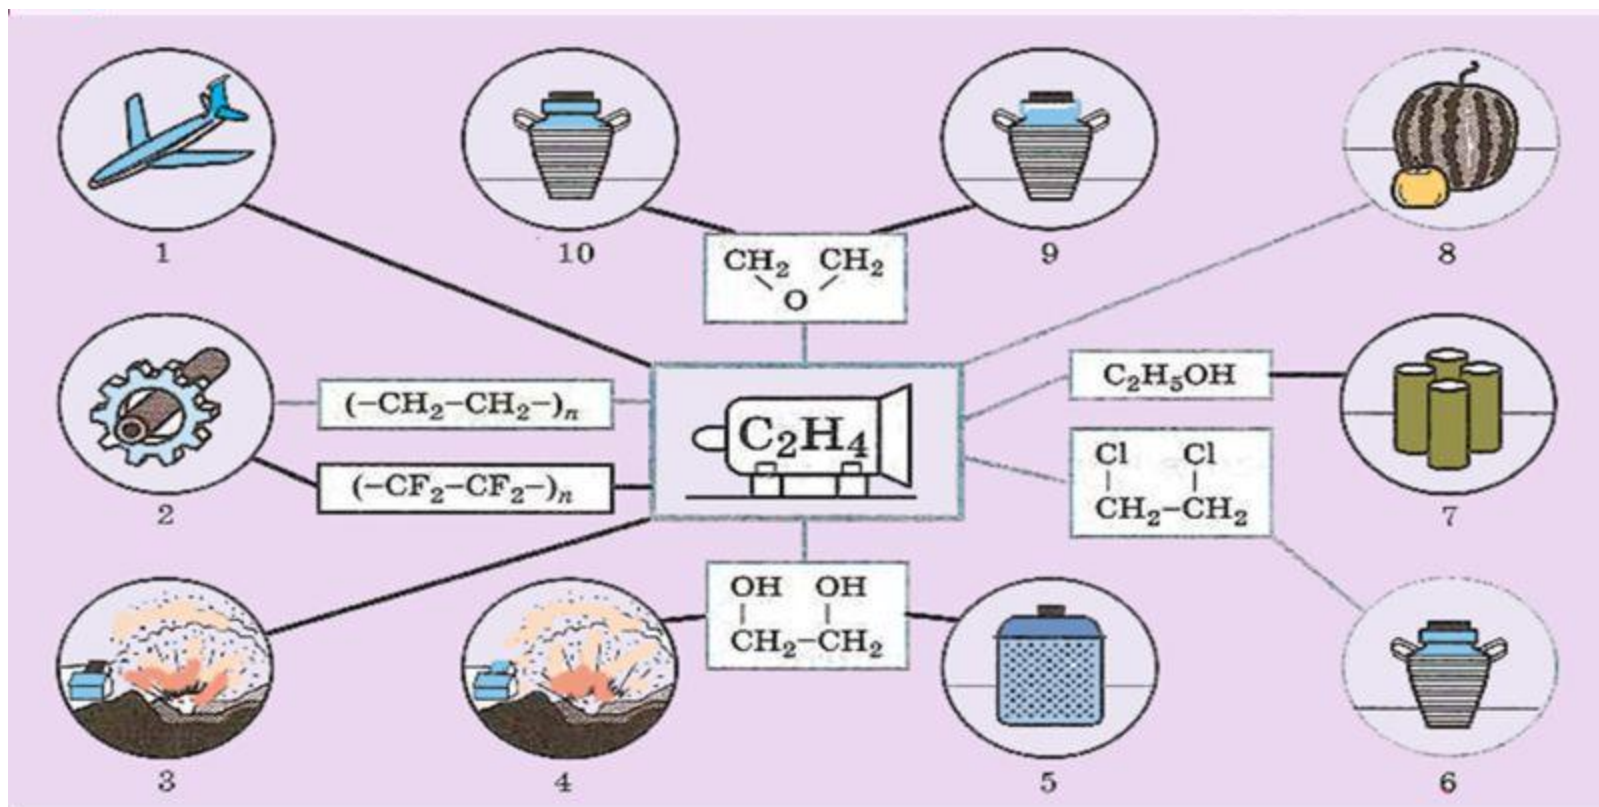 1
10
9
8
CH₂ CH₂
O
C₂H₅OH
(–CH₂–CH₂–)ₙ
C₂H₄
(–CF₂–CF₂–)ₙ
Cl Cl
CH₂–CH₂
2
7
OH OH
CH₂–CH₂
3
4
5
6